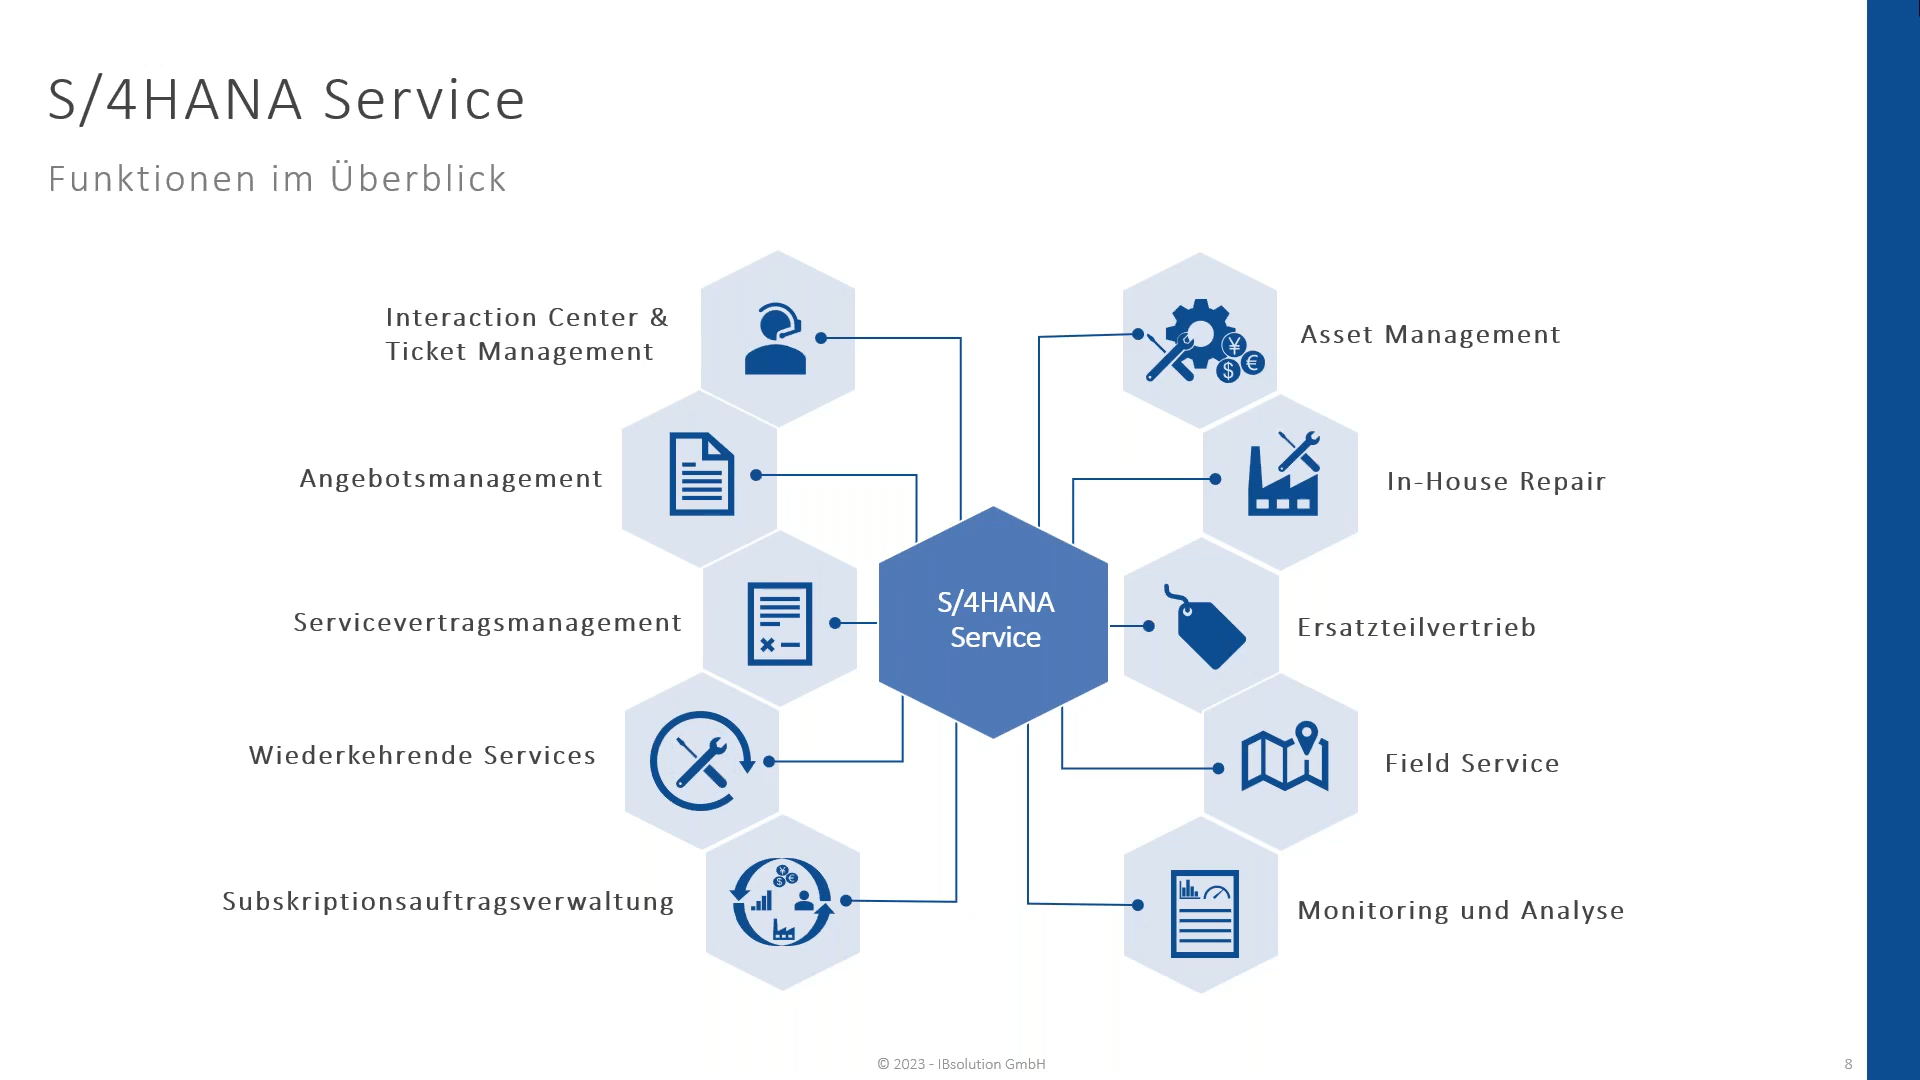 S/4HANA Service
Funktionen im Überblick
Interaction Center &
Ticket Management
Angebotsmanagement
Servicevertragsmanagement
Wiederkehrende Services
Subskriptionsauftragsverwaltung
S/4HANA
Service
Asset Management
¥
$
€
In-House Repair
Ersatzteilvertrieb
Field Service
Monitoring und Analyse
© 2023 - IBsolution GmbH
8